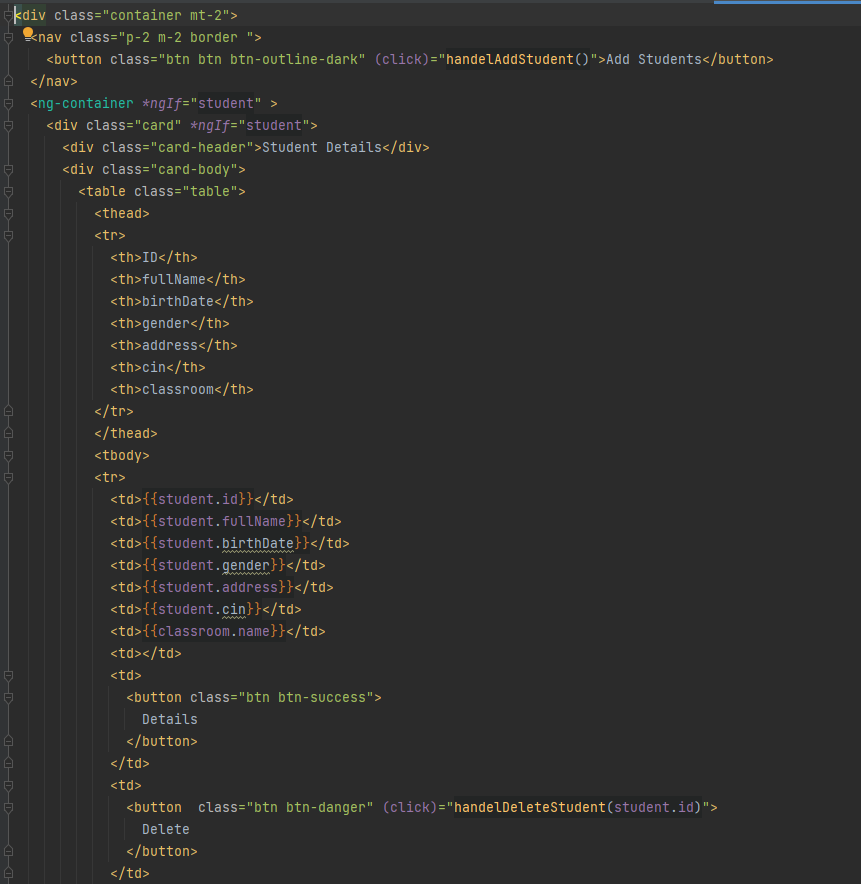 <div class="container mt-2">
<nav class="p-2 m-2 border ">
<button class="btn btn btn-outline-dark" (click)="handelAddStudent()">Add Students</button>
</nav>
<ng-container *ngIf="student" >
<div class="card" *ngIf="student">
<div class="card-header">Student Details</div>
<div class="card-body">
<table class="table">
<thead>
<tr>
<th>ID</th>
<th>fullName</th>
<th>birthDate</th>
<th>gender</th>
<th>address</th>
<th>cin</th>
<th>classroom</th>
</tr>
</thead>
<tbody>
<tr>
<td>{{student.id}}</td>
<td>{{student.fullName}}</td>
<td>{{student.birthDate}}</td>
<td>{{student.gender}}</td>
<td>{{student.address}}</td>
<td>{{student.cin}}</td>
<td>{{classroom.name}}</td>
<td></td>
<td>
<button class="btn btn-success">
Details
</button>
</td>
<td>
<button  class="btn btn-danger" (click)="handelDeleteStudent(student.id)">
Delete
</button>
</td>